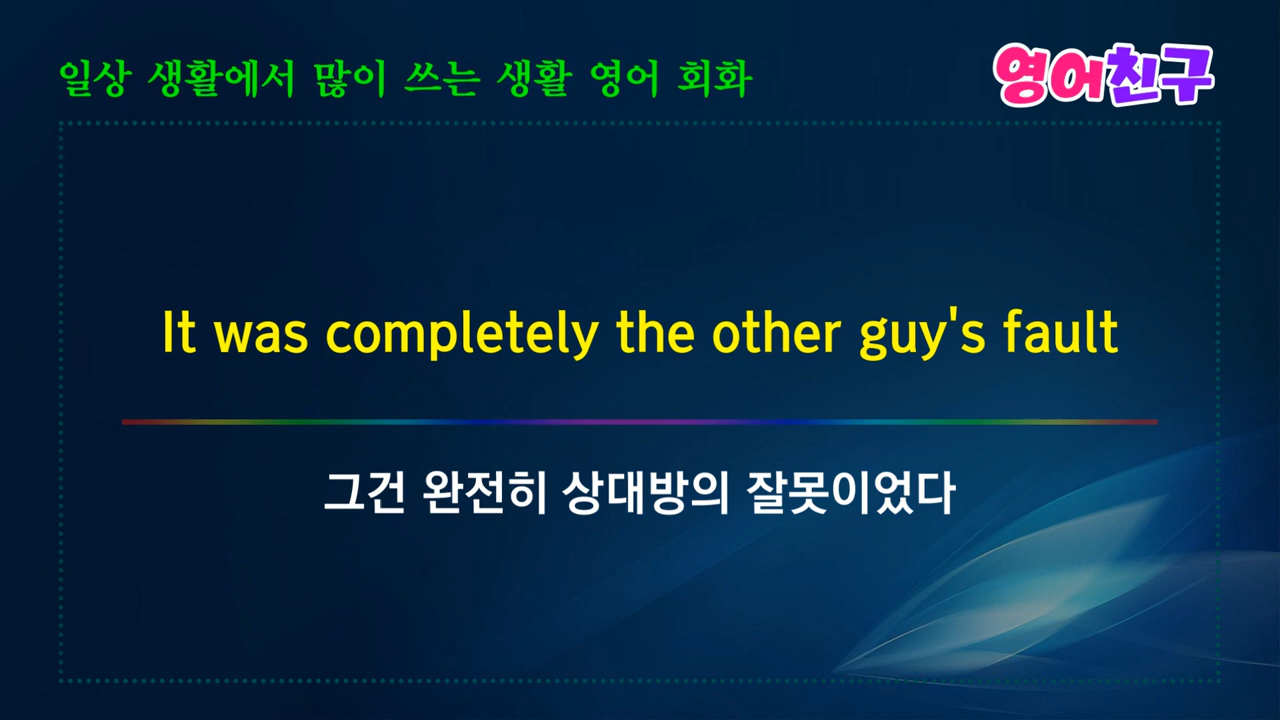 일상 생활에서 많이 쓰는 생활 영어 회화
영어친구
It was completely the other guy's fault
그건 완전히 상대방의 잘못이었다